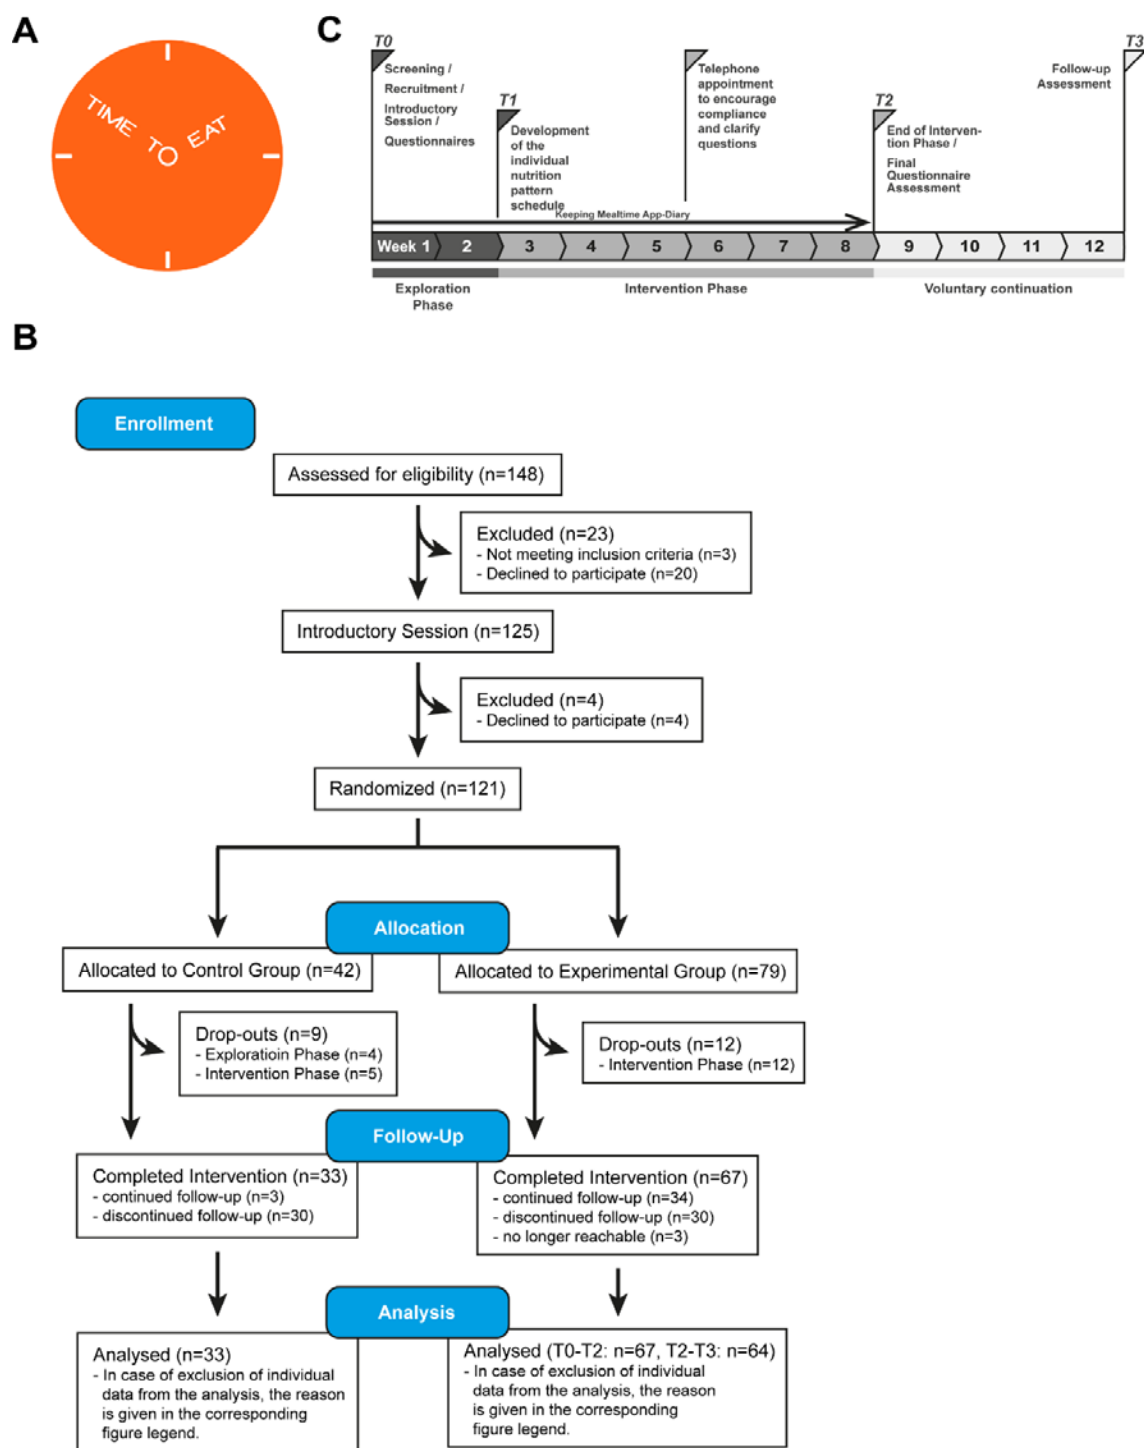 A
TIME TO EAT
C
T0
Screening /
Recruitment /
Introductory
Session /
Questionnaires
T1
Development
of the
individual
nutrition
pattern
schedule
Telephone
appointment
to encourage
compliance
and clarify
questions
T2
End of Interven-
tion Phase /
Final
Questionnaire
Assessment
T3
Follow-up
Assessment
Keeping Mealtime App-Diary
Week 1 2 3 4 5 6 7 8 9 10 11 12
Exploration
Phase
Intervention Phase
Voluntary continuation
B
Enrollment
Assessed for eligibility (n=148)
Excluded (n=23)
- Not meeting inclusion criteria (n=3)
- Declined to participate (n=20)
Introductory Session (n=125)
Excluded (n=4)
- Declined to participate (n=4)
Randomized (n=121)
Allocation
Allocated to Control Group (n=42)
Allocated to Experimental Group (n=79)
Drop-outs (n=9)
- Exploratioin Phase (n=4)
- Intervention Phase (n=5)
Drop-outs (n=12)
- Intervention Phase (n=12)
Follow-Up
Completed Intervention (n=33)
- continued follow-up (n=3)
- discontinued follow-up (n=30)
Completed Intervention (n=67)
- continued follow-up (n=34)
- discontinued follow-up (n=30)
- no longer reachable (n=3)
Analysis
Analysed (n=33)
- In case of exclusion of individual
data from the analysis, the reason
is given in the corresponding
figure legend.
Analysed (T0-T2: n=67, T2-T3: n=64)
- In case of exclusion of individual
data from the analysis, the reason
is given in the corresponding
figure legend.